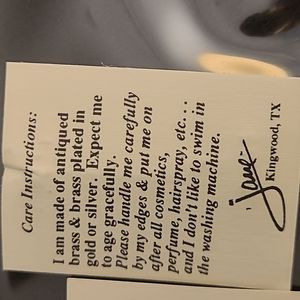 Care Instructions:
I am made of antiqued
brass & brass plated in
gold or silver. Expect me
to age gracefully.
Please handle me carefully
by my edges & put me on
after all cosmetics,
perfume, hairspray, etc. . .
and I don't like to swim in
the washing machine.
jane
Kingwood, TX